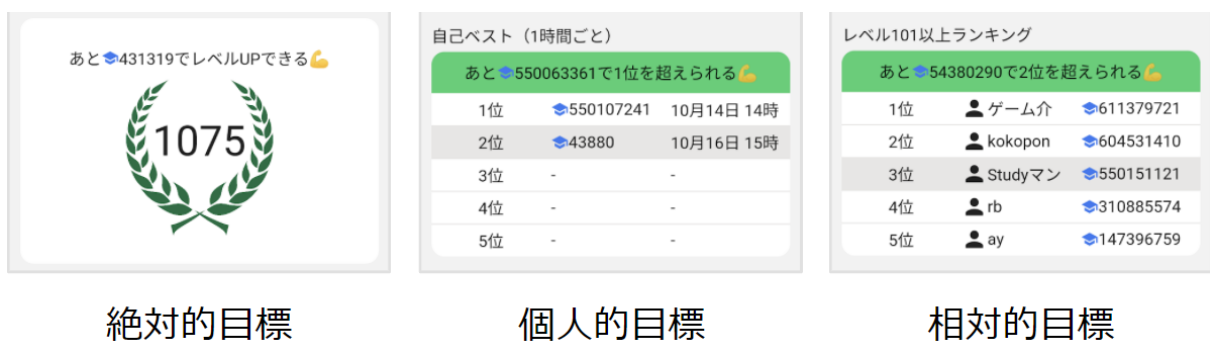 あと431319でレベルUPできる💪
1075
絶対的目標
自己ベスト（1時間ごと）
あと550063361で1位を超えられる💪
1位 550107241 10月14日 14時
2位 43880 10月16日 15時
3位 - -
4位 - -
5位 - -
個人的目標
レベル101以上ランキング
あと54380290で2位を超えられる💪
1位 ゲーム介 611379721
2位 kokopon 604531410
3位 Studyマン 550151121
4位 rb 310885574
5位 ay 147396759
相対的目標